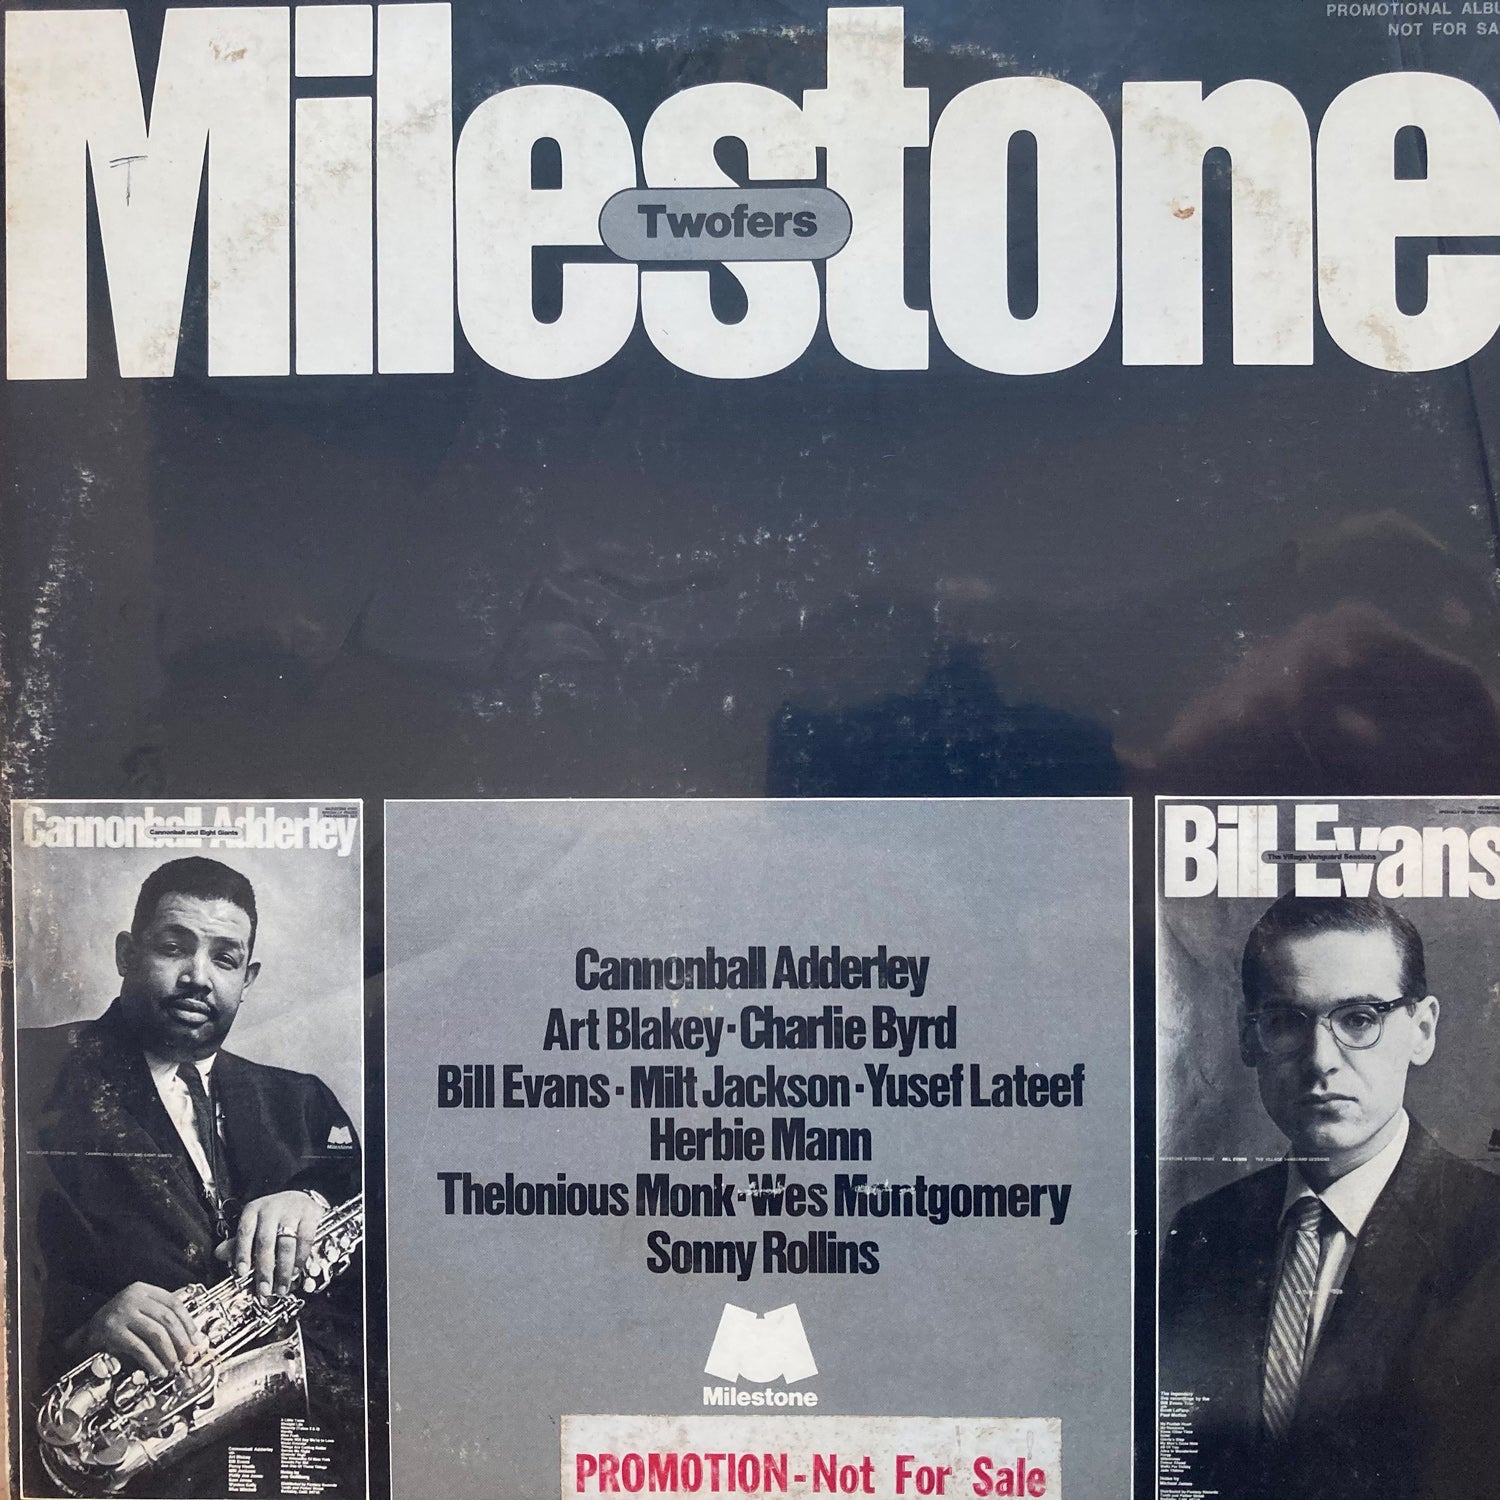 PROMOTIONAL ALBU
NOT FOR SA
Milestone
Twofers
Cannonball Adderley
Cannonball and Eight Giants
Milestone
Bill Evans
The Village Vanguard Sessions
Cannonball Adderley
Art Blakey · Charlie Byrd
Bill Evans · Milt Jackson · Yusef Lateef
Herbie Mann
Thelonious Monk · Wes Montgomery
Sonny Rollins
Milestone
PROMOTION - Not For Sale